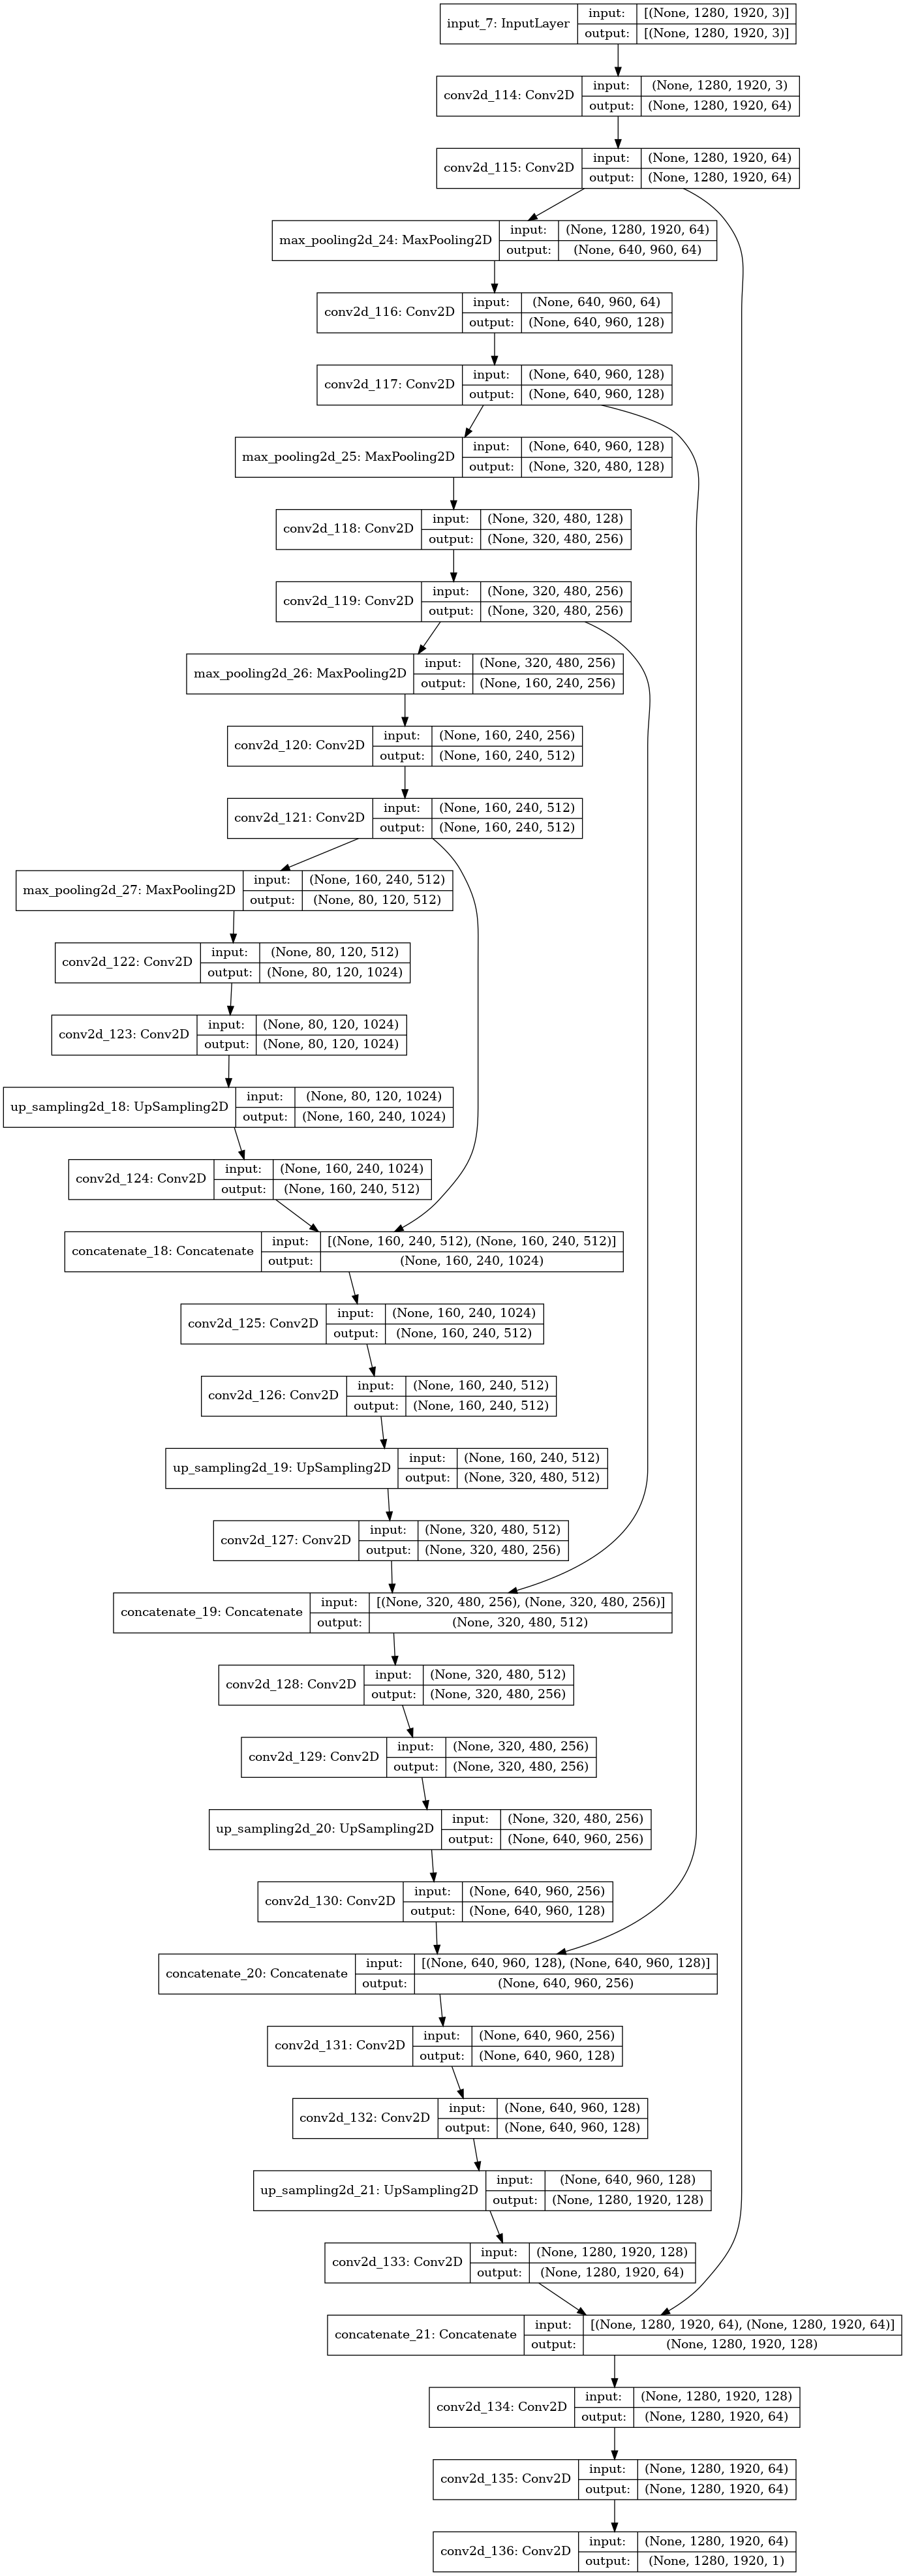 input_7: InputLayer
input: [(None, 1280, 1920, 3)]
output: [(None, 1280, 1920, 3)]
conv2d_114: Conv2D
input: (None, 1280, 1920, 3)
output: (None, 1280, 1920, 64)
conv2d_115: Conv2D
input: (None, 1280, 1920, 64)
output: (None, 1280, 1920, 64)
max_pooling2d_24: MaxPooling2D
input: (None, 1280, 1920, 64)
output: (None, 640, 960, 64)
conv2d_116: Conv2D
input: (None, 640, 960, 64)
output: (None, 640, 960, 128)
conv2d_117: Conv2D
input: (None, 640, 960, 128)
output: (None, 640, 960, 128)
max_pooling2d_25: MaxPooling2D
input: (None, 640, 960, 128)
output: (None, 320, 480, 128)
conv2d_118: Conv2D
input: (None, 320, 480, 128)
output: (None, 320, 480, 256)
conv2d_119: Conv2D
input: (None, 320, 480, 256)
output: (None, 320, 480, 256)
max_pooling2d_26: MaxPooling2D
input: (None, 320, 480, 256)
output: (None, 160, 240, 256)
conv2d_120: Conv2D
input: (None, 160, 240, 256)
output: (None, 160, 240, 512)
conv2d_121: Conv2D
input: (None, 160, 240, 512)
output: (None, 160, 240, 512)
max_pooling2d_27: MaxPooling2D
input: (None, 160, 240, 512)
output: (None, 80, 120, 512)
conv2d_122: Conv2D
input: (None, 80, 120, 512)
output: (None, 80, 120, 1024)
conv2d_123: Conv2D
input: (None, 80, 120, 1024)
output: (None, 80, 120, 1024)
up_sampling2d_18: UpSampling2D
input: (None, 80, 120, 1024)
output: (None, 160, 240, 1024)
conv2d_124: Conv2D
input: (None, 160, 240, 1024)
output: (None, 160, 240, 512)
concatenate_18: Concatenate
input: [(None, 160, 240, 512), (None, 160, 240, 512)]
output: (None, 160, 240, 1024)
conv2d_125: Conv2D
input: (None, 160, 240, 1024)
output: (None, 160, 240, 512)
conv2d_126: Conv2D
input: (None, 160, 240, 512)
output: (None, 160, 240, 512)
up_sampling2d_19: UpSampling2D
input: (None, 160, 240, 512)
output: (None, 320, 480, 512)
conv2d_127: Conv2D
input: (None, 320, 480, 512)
output: (None, 320, 480, 256)
concatenate_19: Concatenate
input: [(None, 320, 480, 256), (None, 320, 480, 256)]
output: (None, 320, 480, 512)
conv2d_128: Conv2D
input: (None, 320, 480, 512)
output: (None, 320, 480, 256)
conv2d_129: Conv2D
input: (None, 320, 480, 256)
output: (None, 320, 480, 256)
up_sampling2d_20: UpSampling2D
input: (None, 320, 480, 256)
output: (None, 640, 960, 256)
conv2d_130: Conv2D
input: (None, 640, 960, 256)
output: (None, 640, 960, 128)
concatenate_20: Concatenate
input: [(None, 640, 960, 128), (None, 640, 960, 128)]
output: (None, 640, 960, 256)
conv2d_131: Conv2D
input: (None, 640, 960, 256)
output: (None, 640, 960, 128)
conv2d_132: Conv2D
input: (None, 640, 960, 128)
output: (None, 640, 960, 128)
up_sampling2d_21: UpSampling2D
input: (None, 640, 960, 128)
output: (None, 1280, 1920, 128)
conv2d_133: Conv2D
input: (None, 1280, 1920, 128)
output: (None, 1280, 1920, 64)
concatenate_21: Concatenate
input: [(None, 1280, 1920, 64), (None, 1280, 1920, 64)]
output: (None, 1280, 1920, 128)
conv2d_134: Conv2D
input: (None, 1280, 1920, 128)
output: (None, 1280, 1920, 64)
conv2d_135: Conv2D
input: (None, 1280, 1920, 64)
output: (None, 1280, 1920, 64)
conv2d_136: Conv2D
input: (None, 1280, 1920, 64)
output: (None, 1280, 1920, 1)